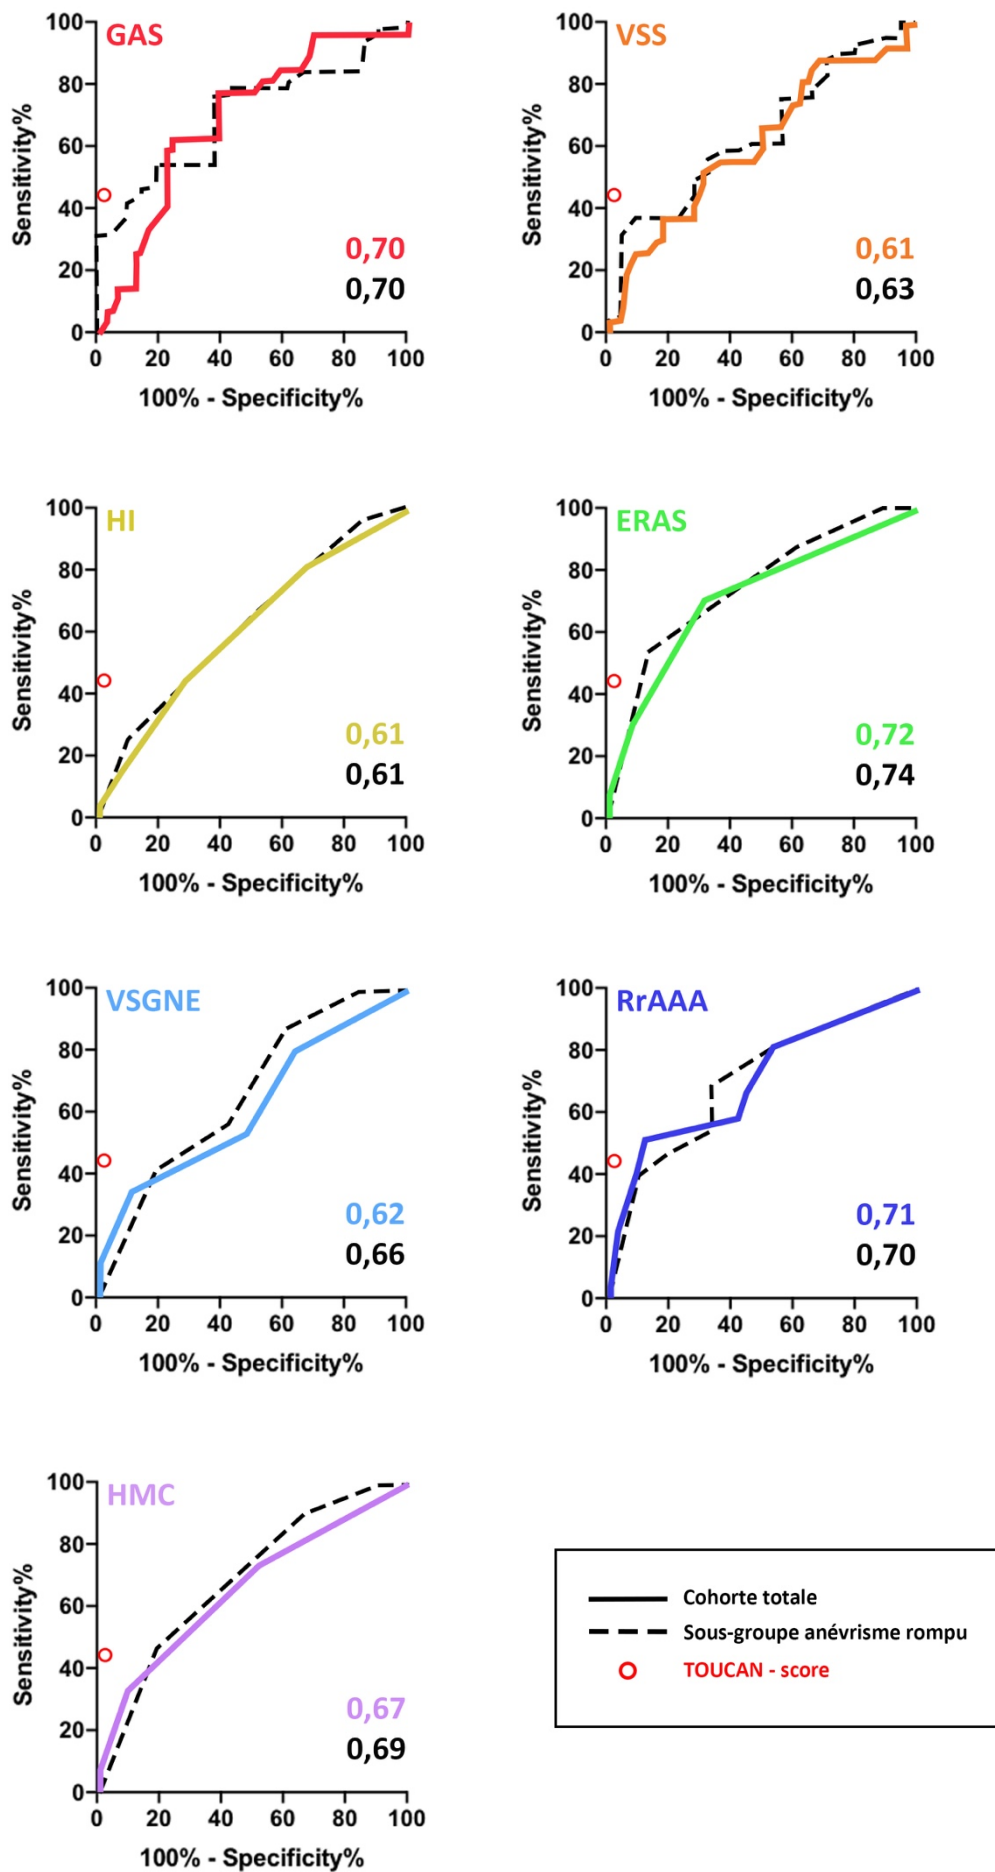 GAS
100
80
60
40
20
0
Sensitivity%
0,70
0,70
0 20 40 60 80 100
100% - Specificity%
VSS
100
80
60
40
20
0
Sensitivity%
0,61
0,63
0 20 40 60 80 100
100% - Specificity%
HI
100
80
60
40
20
0
Sensitivity%
0,61
0,61
0 20 40 60 80 100
100% - Specificity%
ERAS
100
80
60
40
20
0
Sensitivity%
0,72
0,74
0 20 40 60 80 100
100% - Specificity%
VSGNE
100
80
60
40
20
0
Sensitivity%
0,62
0,66
0 20 40 60 80 100
100% - Specificity%
RrAAA
100
80
60
40
20
0
Sensitivity%
0,71
0,70
0 20 40 60 80 100
100% - Specificity%
HMC
100
80
60
40
20
0
Sensitivity%
0,67
0,69
0 20 40 60 80 100
100% - Specificity%
Cohorte totale
Sous-groupe anévrisme rompu
TOUCAN - score